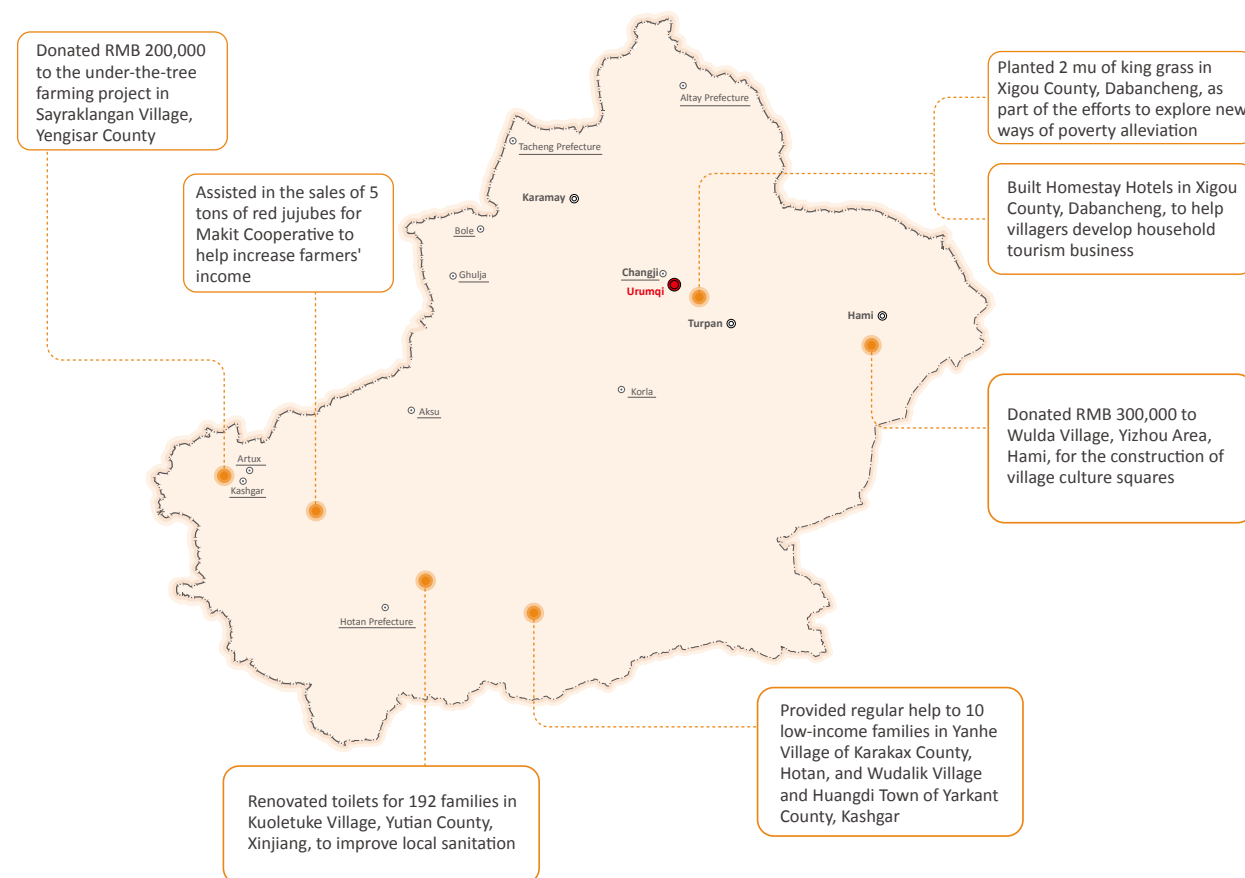 Donated RMB 200,000
to the under-the-tree
farming project in
Sayraklangan Village,
Yengisar County
Assisted in the sales of 5
tons of red jujubes for
Makit Cooperative to
help increase farmers'
income
Planted 2 mu of king grass in
Xigou County, Dabancheng, as
part of the efforts to explore new
ways of poverty alleviation
Built Homestay Hotels in Xigou
County, Dabancheng, to help
villagers develop household
tourism business
Altay Prefecture
Tacheng Prefecture
Karamay
Bole
Ghulja
Changji
Urumqi
Turpan
Hami
Korla
Aksu
Artux
Kashgar
Hotan Prefecture
Donated RMB 300,000 to
Wulda Village, Yizhou Area,
Hami, for the construction of
village culture squares
Provided regular help to 10
low-income families in Yanhe
Village of Karakax County,
Hotan, and Wudalik Village
and Huangdi Town of Yarkant
County, Kashgar
Renovated toilets for 192 families in
Kuoletuke Village, Yutian County,
Xinjiang, to improve local sanitation